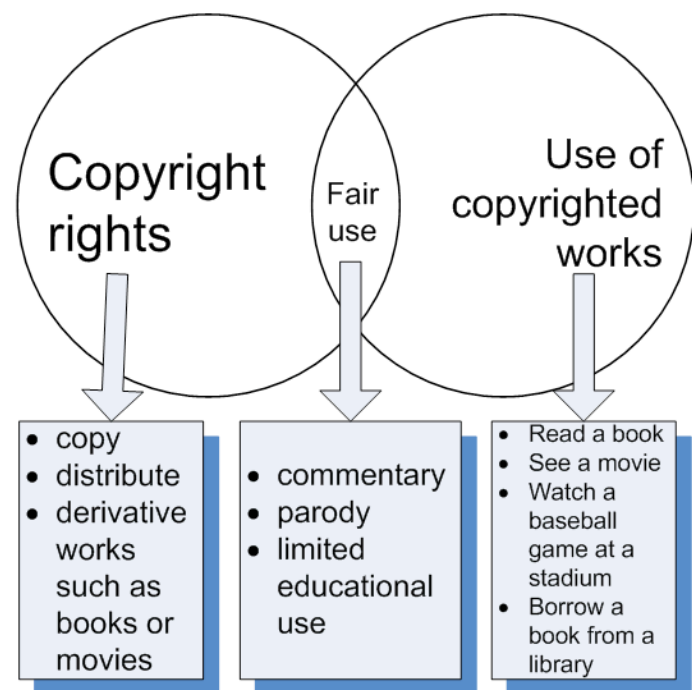 Copyright
rights
Fair
use
Use of
copyrighted
works
• copy
• distribute
• derivative
works
such as
books or
movies
• commentary
• parody
• limited
educational
use
• Read a book
• See a movie
• Watch a
baseball
game at a
stadium
• Borrow a
book from a
library